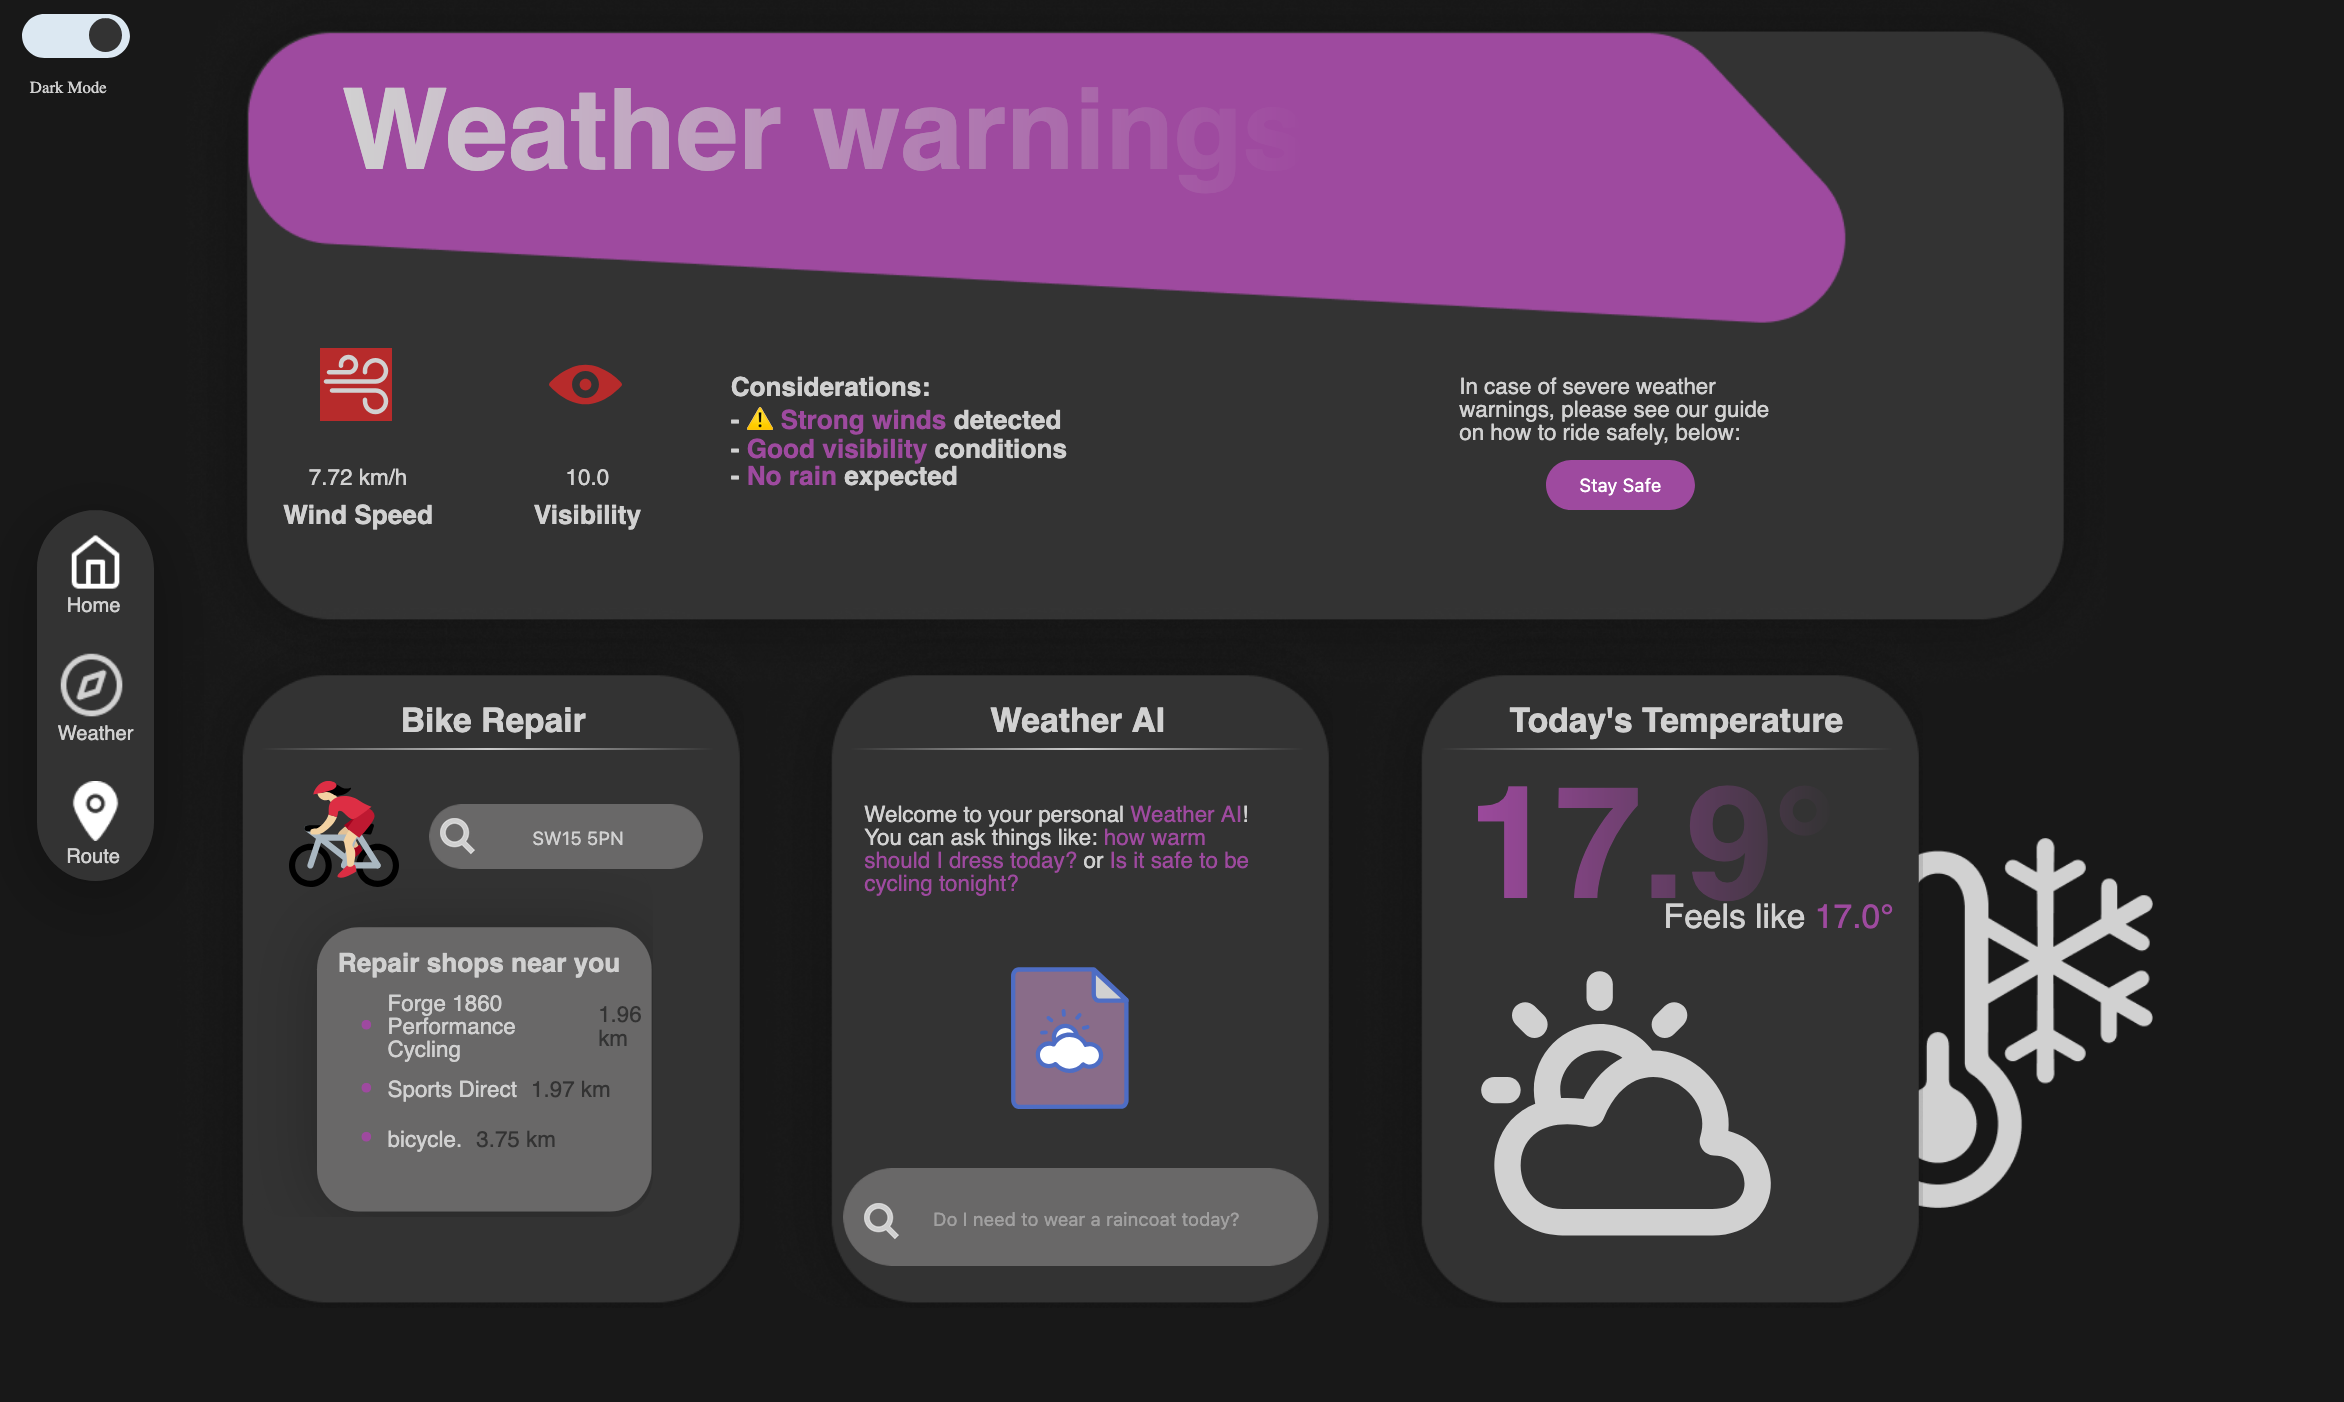 Dark Mode
Weather warnings
Considerations:
- ⚠️ Strong winds detected
- Good visibility conditions
- No rain expected
In case of severe weather
warnings, please see our guide
on how to ride safely, below:
Stay Safe
7.72 km/h
Wind Speed
10.0
Visibility
Home
Weather
Route
Bike Repair
SW15 5PN
Repair shops near you
Forge 1860
Performance
Cycling
1.96
km
Sports Direct 1.97 km
bicycle. 3.75 km
Weather AI
Welcome to your personal Weather AI!
You can ask things like: how warm
should I dress today? or Is it safe to be
cycling tonight?
Do I need to wear a raincoat today?
Today's Temperature
17.9°
Feels like 17.0°